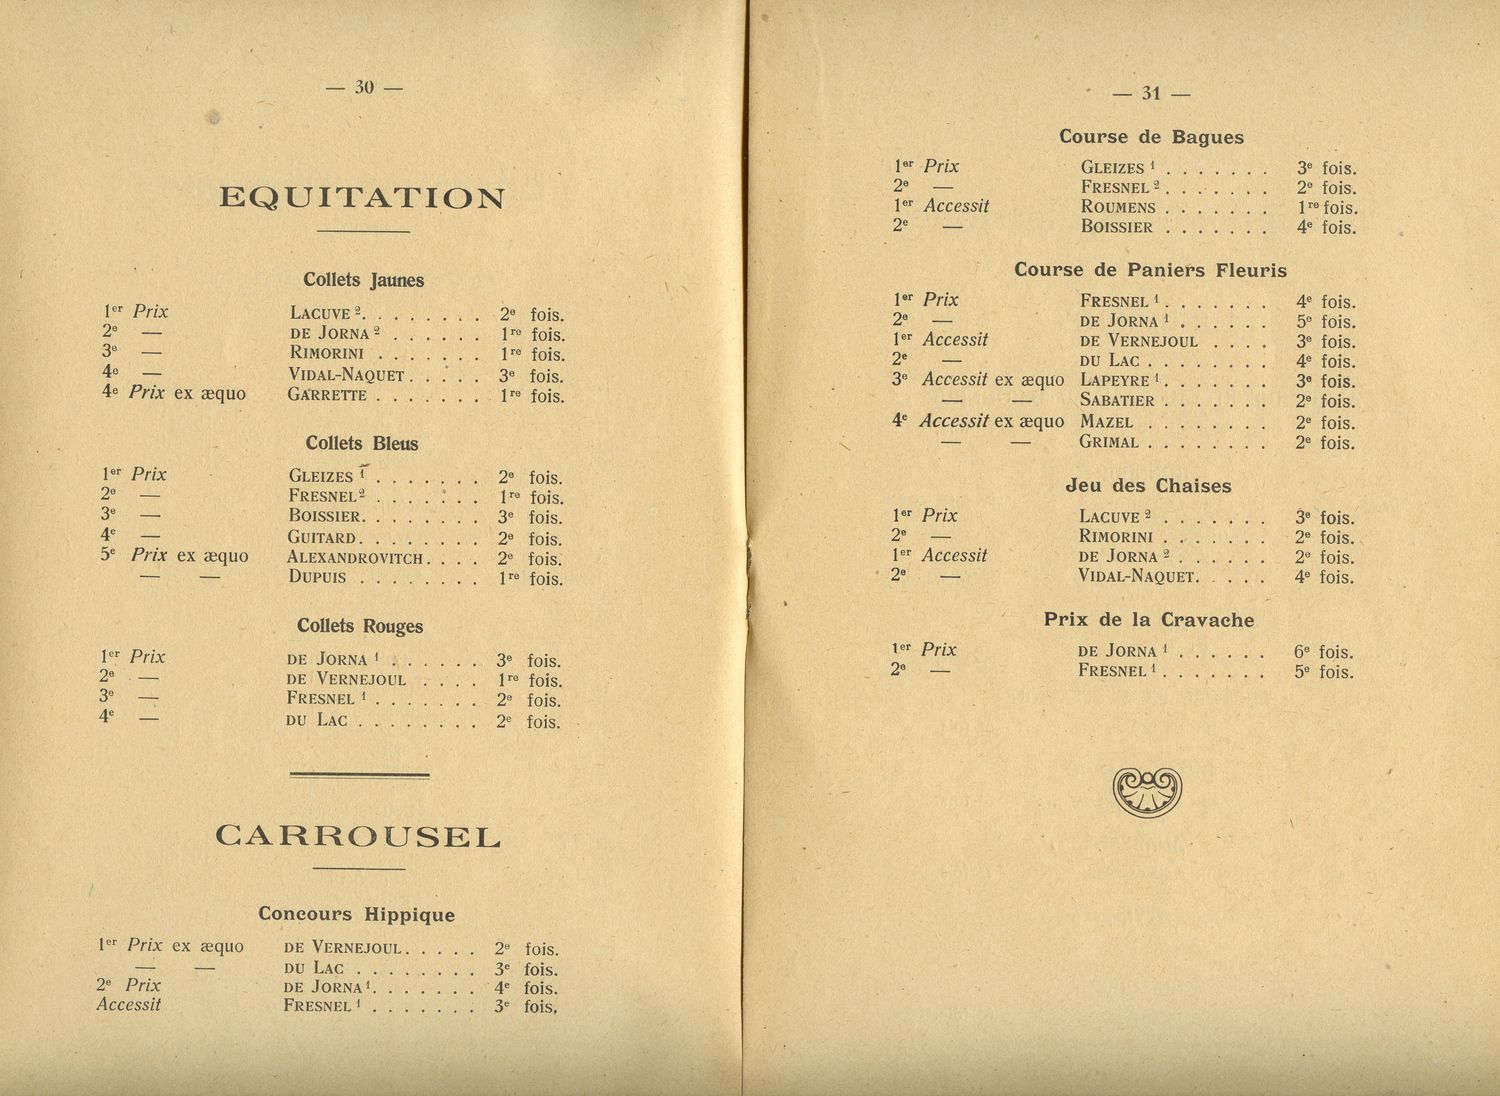 — 30 —
EQUITATION
Collets Jaunes
1er Prix LACUVE 2. . . . . . . . 2e fois.
2e — DE JORNA 2 . . . . . . 1re fois.
3e — RIMORINI . . . . . . . 1re fois.
4e — VIDAL-NAQUET . . . . . 3e fois.
4e Prix ex æquo GARRETTE . . . . . . . 1re fois.
Collets Bleus
1er Prix GLEIZES 1 . . . . . . . 2e fois.
2e — FRESNEL 2 . . . . . . . 1re fois.
3e — BOISSIER. . . . . . . . 3e fois.
4e — GUITARD. . . . . . . . 2e fois.
5e Prix ex æquo ALEXANDROVITCH. . . . 2e fois.
— — DUPUIS . . . . . . . . 1re fois.
Collets Rouges
1er Prix DE JORNA 1 . . . . . . 3e fois.
2e — DE VERNEJOUL . . . . 1re fois.
3e — FRESNEL 1 . . . . . . . 2e fois.
4e — DU LAC . . . . . . . . 2e fois.
CARROUSEL
Concours Hippique
1er Prix ex æquo DE VERNEJOUL. . . . . 2e fois.
— — DU LAC . . . . . . . . 3e fois.
2e Prix DE JORNA 1. . . . . . . 4e fois.
Accessit FRESNEL 1 . . . . . . . 3e fois,
— 31 —
Course de Bagues
1er Prix GLEIZES 1 . . . . . . . 3e fois.
2e — FRESNEL 2. . . . . . . 2e fois.
1er Accessit ROUMENS . . . . . . . 1re fois.
2e — BOISSIER . . . . . . . 4e fois.
Course de Paniers Fleuris
1er Prix FRESNEL 1. . . . . . . 4e fois.
2e — DE JORNA 1 . . . . . . 5e fois.
1er Accessit DE VERNEJOUL . . . . 3e fois.
2e — DU LAC . . . . . . . . 4e fois.
3e Accessit ex æquo LAPEYRE 1. . . . . . . 3e fois.
— — SABATIER . . . . . . . 2e fois.
4e Accessit ex æquo MAZEL . . . . . . . . 2e fois.
— — GRIMAL . . . . . . . . 2e fois.
Jeu des Chaises
1er Prix LACUVE 2 . . . . . . . 3e fois.
2e — RIMORINI . . . . . . . 2e fois.
1er Accessit DE JORNA 2 . . . . . . 2e fois.
2e — VIDAL-NAQUET. . . . . 4e fois.
Prix de la Cravache
1er Prix DE JORNA 1 . . . . . . 6e fois.
2e — FRESNEL 1. . . . . . . 5e fois.